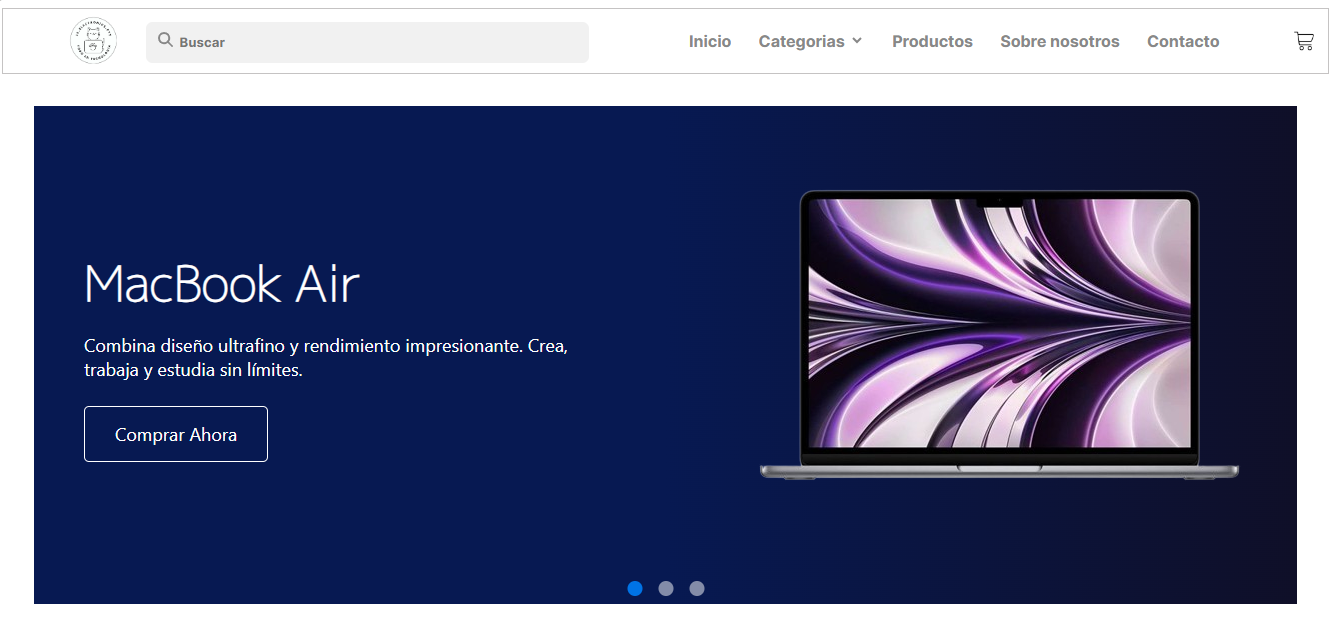 Buscar
Inicio
Categorias
Productos
Sobre nosotros
Contacto
MacBook Air
Combina diseño ultrafino y rendimiento impresionante. Crea,
trabaja y estudia sin límites.
Comprar Ahora